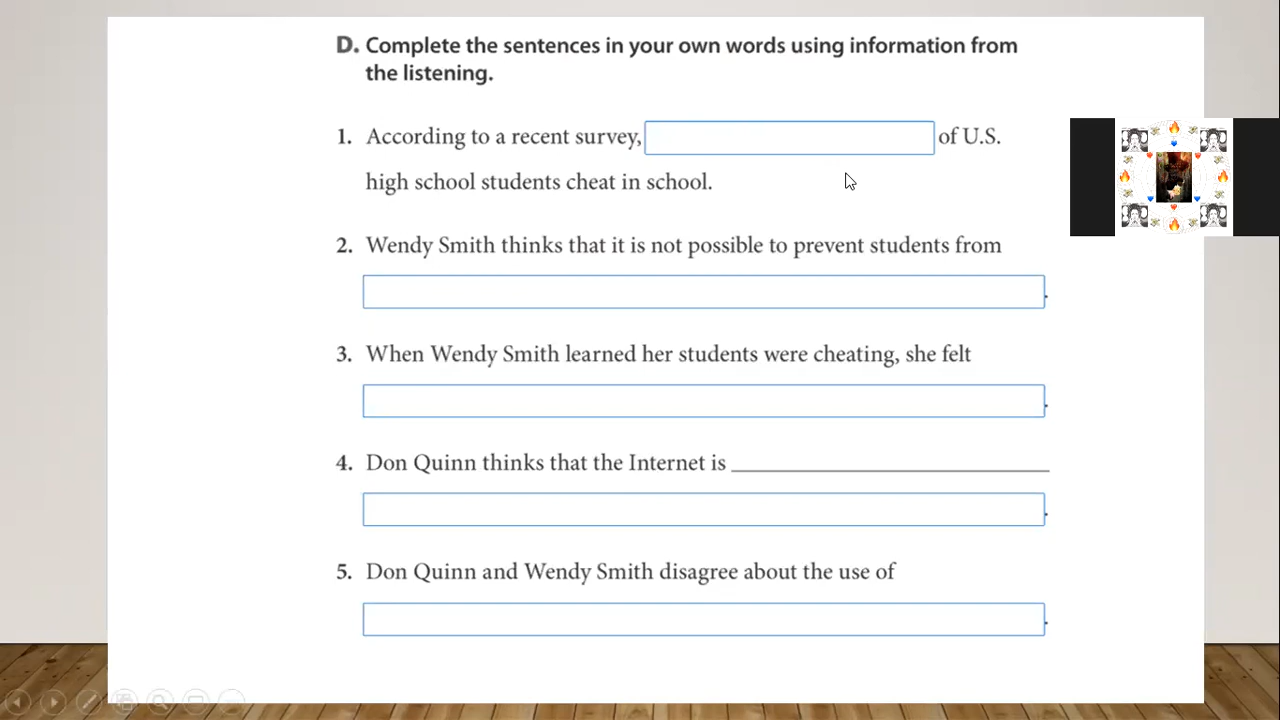 D. Complete the sentences in your own words using information from
the listening.
1. According to a recent survey, of U.S.
high school students cheat in school.
2. Wendy Smith thinks that it is not possible to prevent students from
.
3. When Wendy Smith learned her students were cheating, she felt
.
4. Don Quinn thinks that the Internet is
.
5. Don Quinn and Wendy Smith disagree about the use of
.